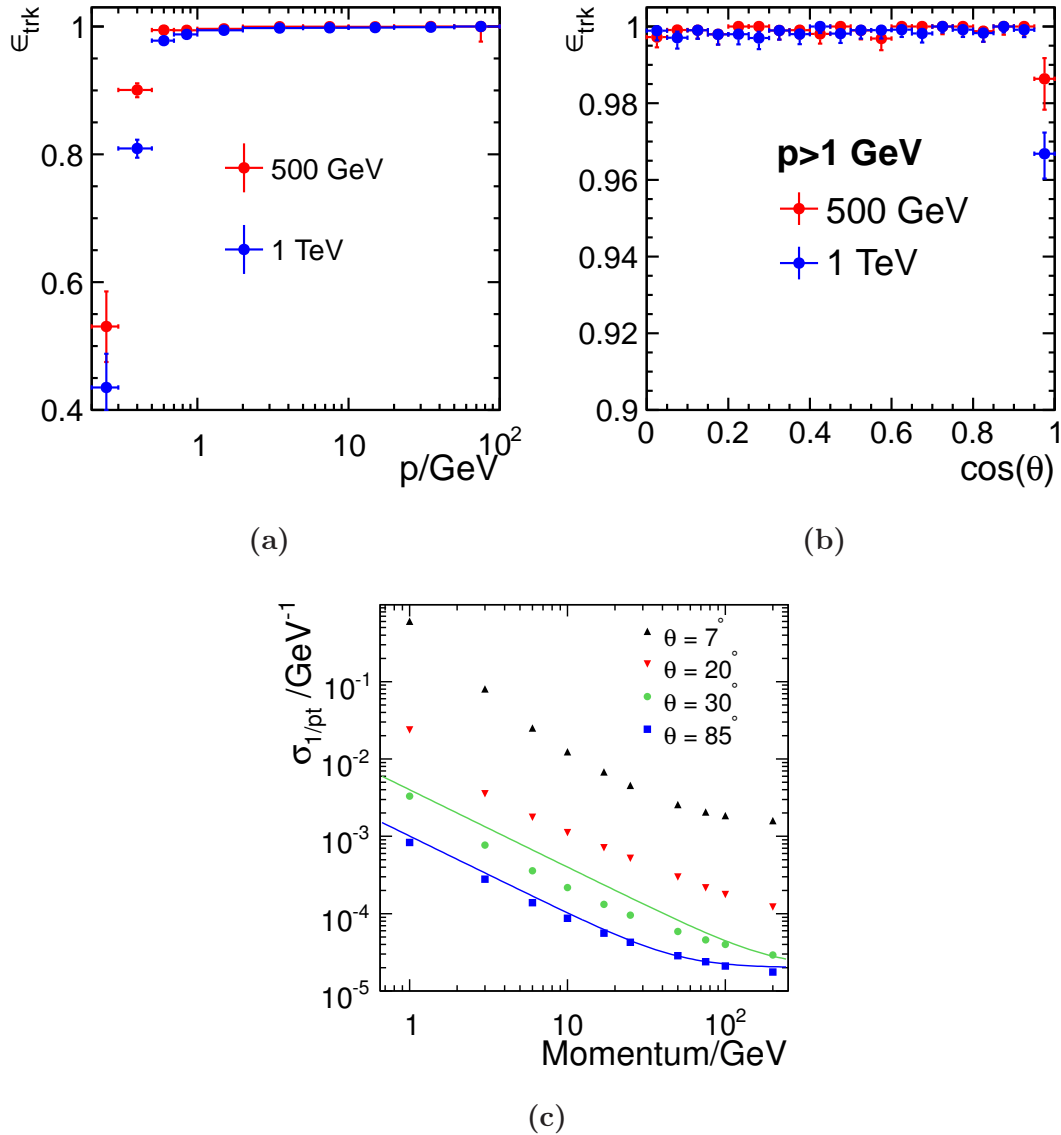 ϵtrk
1
0.8
0.6
0.4
500 GeV
1 TeV
1 10 10²
p/GeV
(a)
ϵtrk
1
0.98
0.96
0.94
0.92
0.9
p>1 GeV
500 GeV
1 TeV
0 0.2 0.4 0.6 0.8 1
cos(θ)
(b)
σ1/pt /GeV⁻¹
10⁻¹
10⁻²
10⁻³
10⁻⁴
10⁻⁵
θ = 7°
θ = 20°
θ = 30°
θ = 85°
1 10 10²
Momentum/GeV
(c)